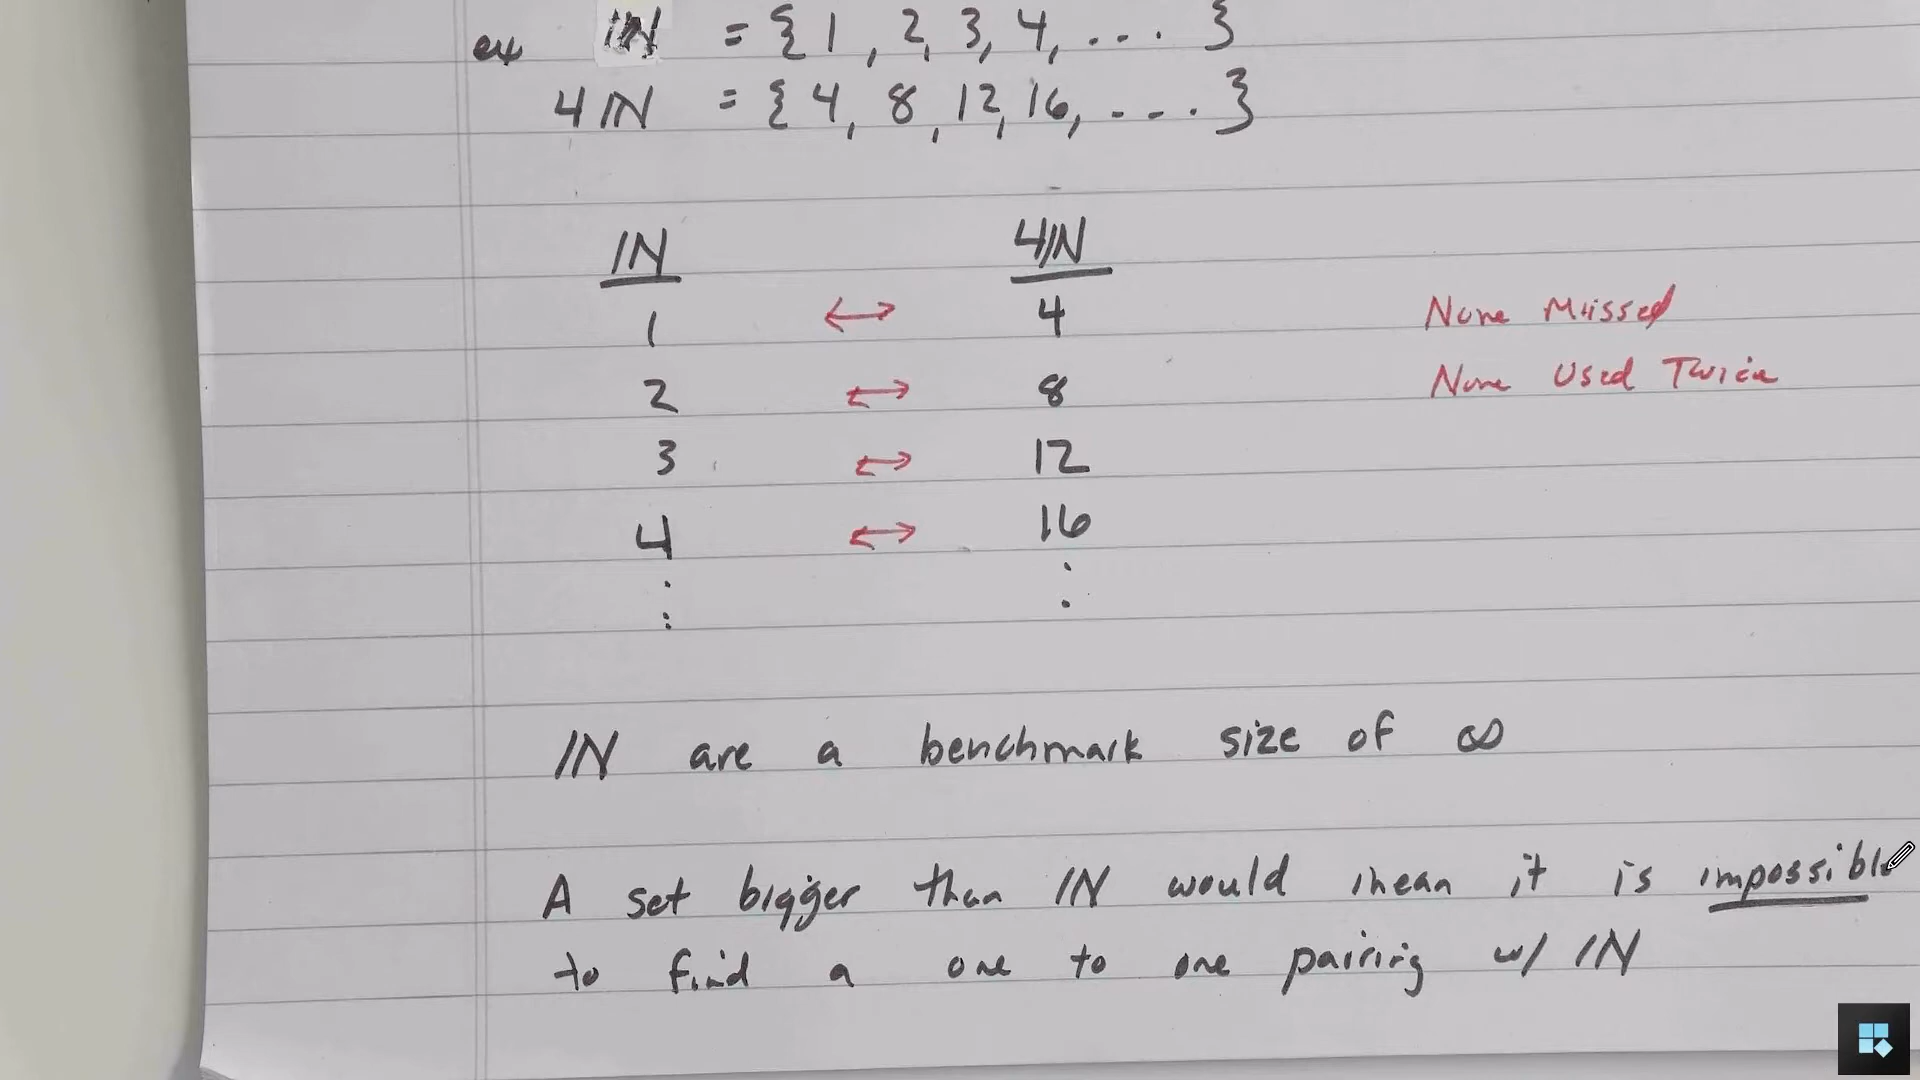 ex ℕ = { 1 , 2, 3, 4, . . . . }
4ℕ = { 4, 8, 12, 16, . . . . }
ℕ 4ℕ
1 ↔ 4 None Missed
2 ↔ 8 None Used Twice
3 ↔ 12
4 ↔ 16
: :
ℕ are a benchmark size of ∞
A set bigger than ℕ would mean it is impossible
to find a one to one pairing w/ ℕ